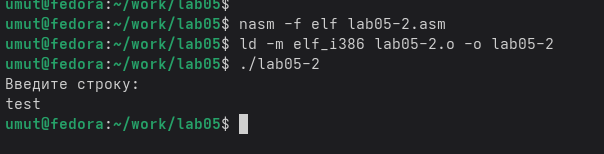 umut@fedora:~/work/lab05$
umut@fedora:~/work/lab05$ nasm -f elf lab05-2.asm
umut@fedora:~/work/lab05$ ld -m elf_i386 lab05-2.o -o lab05-2
umut@fedora:~/work/lab05$ ./lab05-2
Введите строку:
test
umut@fedora:~/work/lab05$